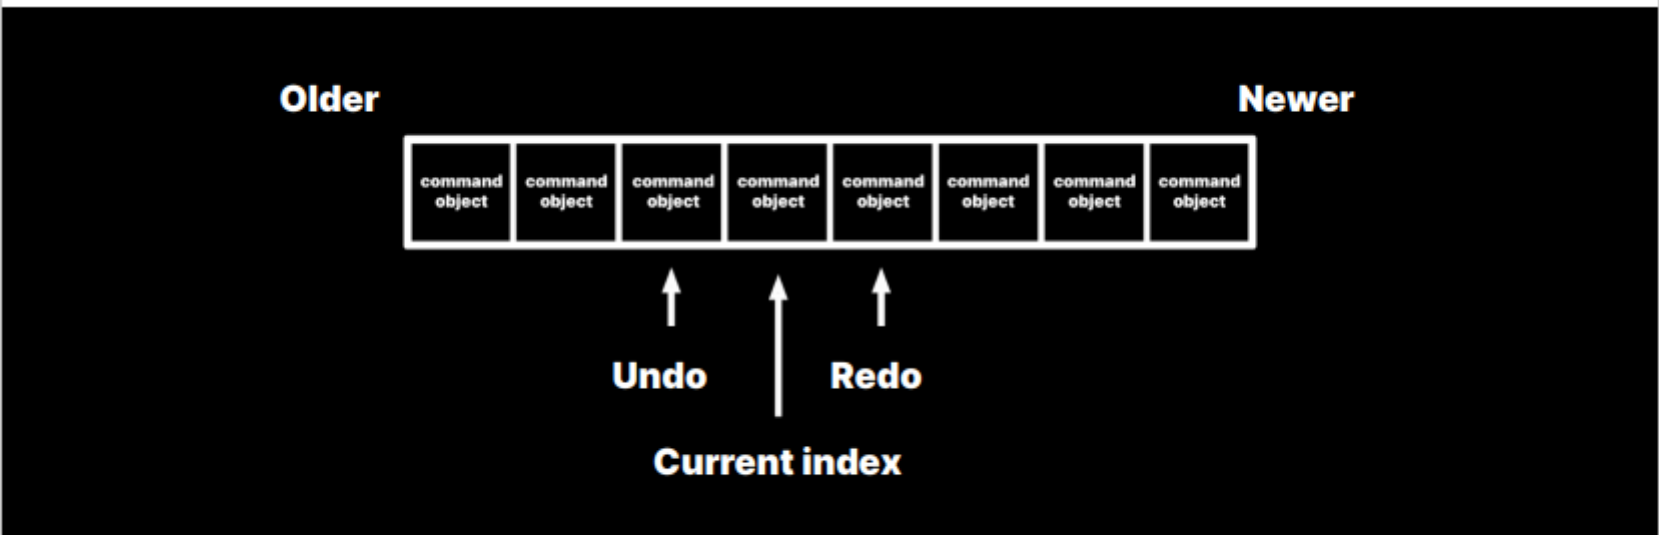 Older
Newer
command
object
command
object
command
object
command
object
command
object
command
object
command
object
command
object
Undo
Redo
Current index